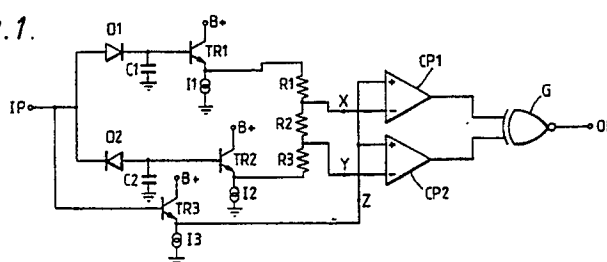 .1.
B+
D1
TR1
C1
I1
R1
CP1
G
IP
X
R2
D2
B+
Y
R3
CP2
C2
TR2
I2
B+
TR3
Z
I3